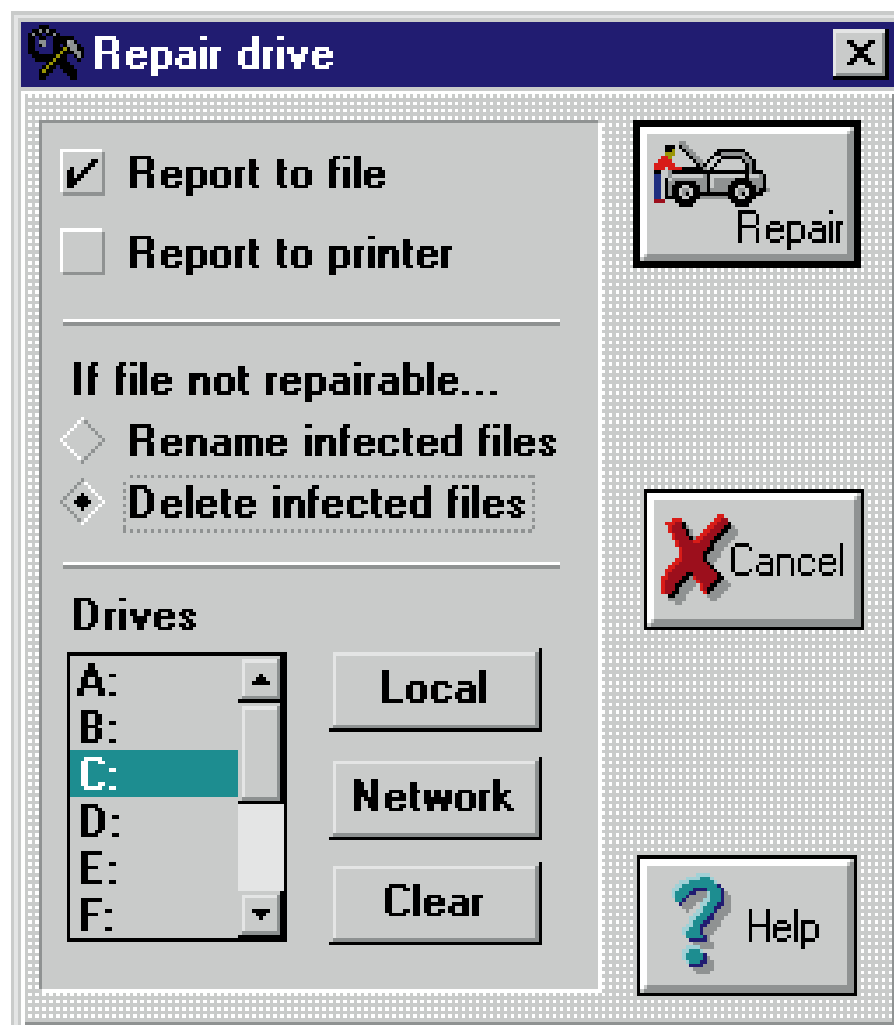 Repair drive
Report to file
Report to printer
If file not repairable...
Rename infected files
Delete infected files
Drives
A:
B:
C:
D:
E:
F:
Local
Network
Clear
Repair
Cancel
Help